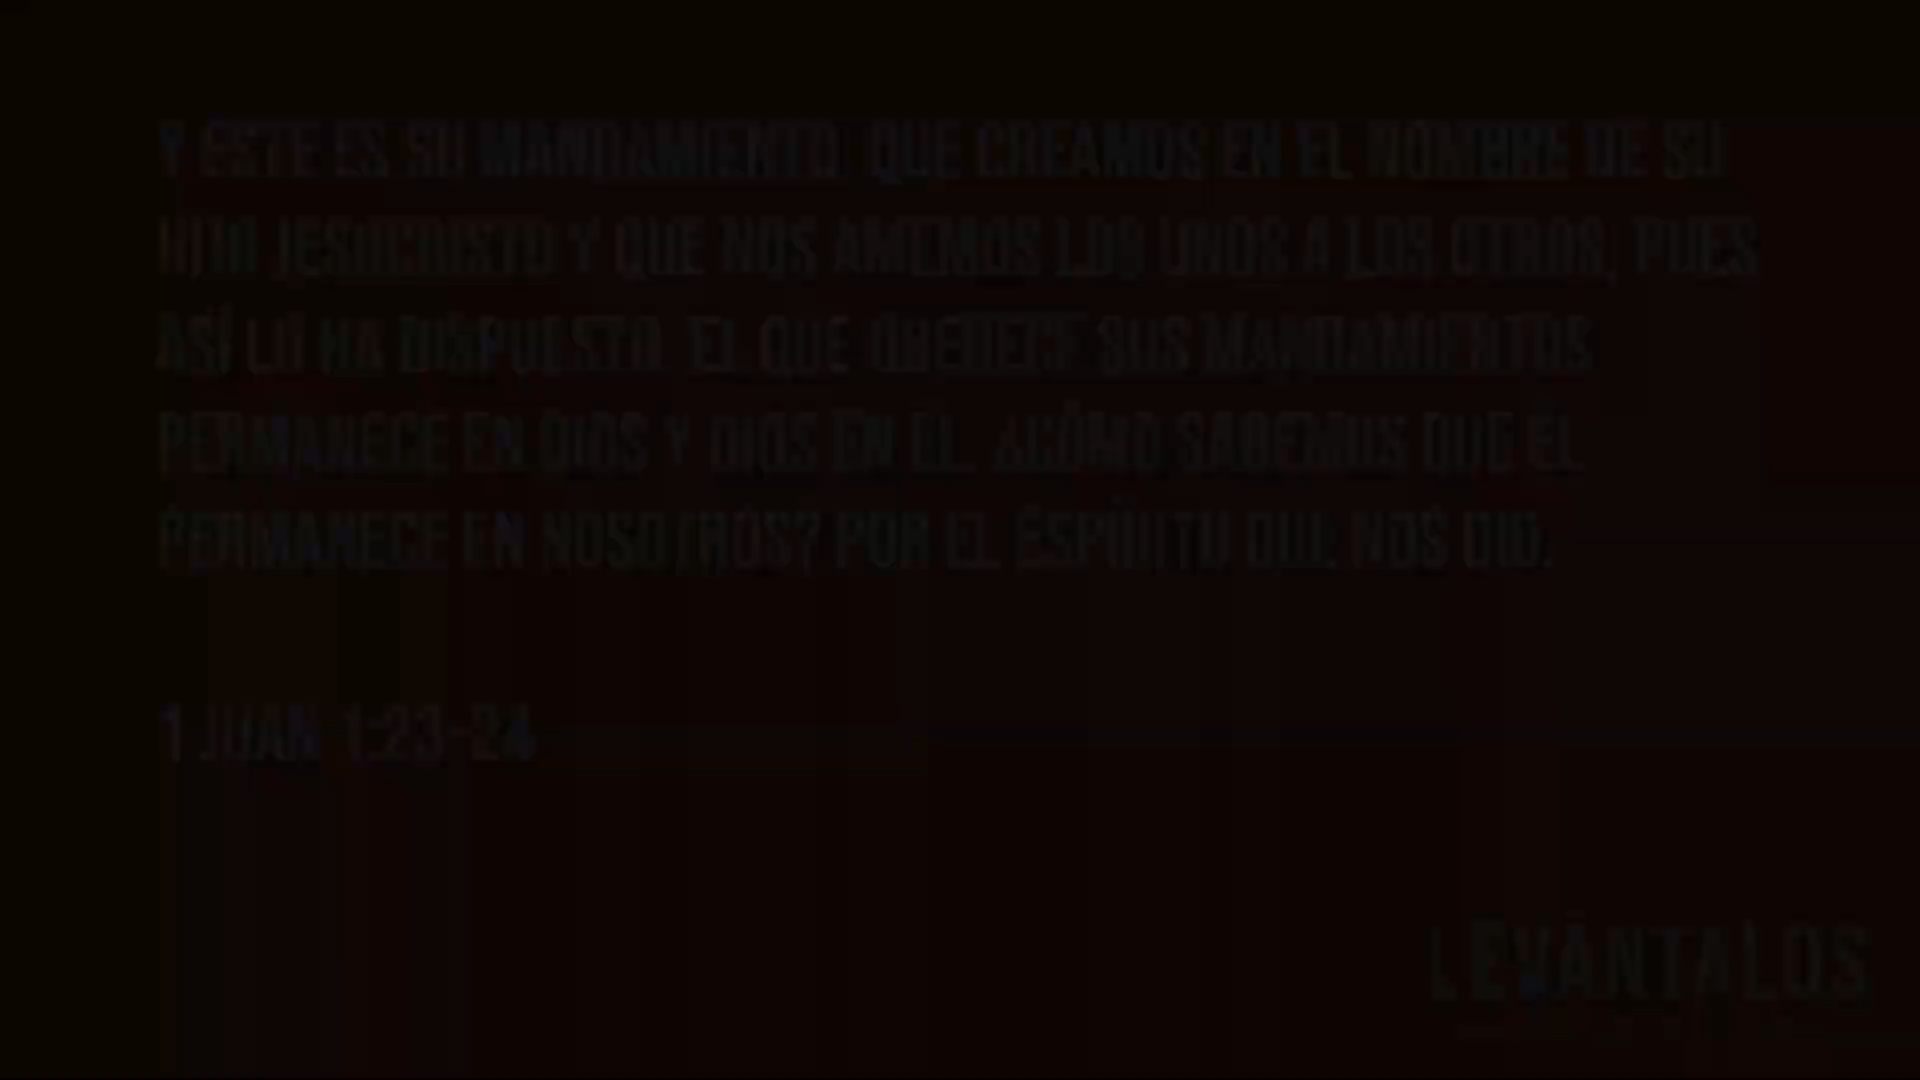 Y ESTE ES SU MANDAMIENTO: QUE CREAMOS EN EL NOMBRE DE SU
HIJO JESUCRISTO Y QUE NOS AMEMOS LOS UNOS A LOS OTROS, PUES
ASÍ LO HA DISPUESTO. EL QUE OBEDECE SUS MANDAMIENTOS
PERMANECE EN DIOS Y DIOS EN ÉL. ¿CÓMO SABEMOS QUE ÉL
PERMANECE EN NOSOTROS? POR EL ESPÍRITU QUE NOS DIO.
1 JUAN 1:23-24
LEVÁNTALOS